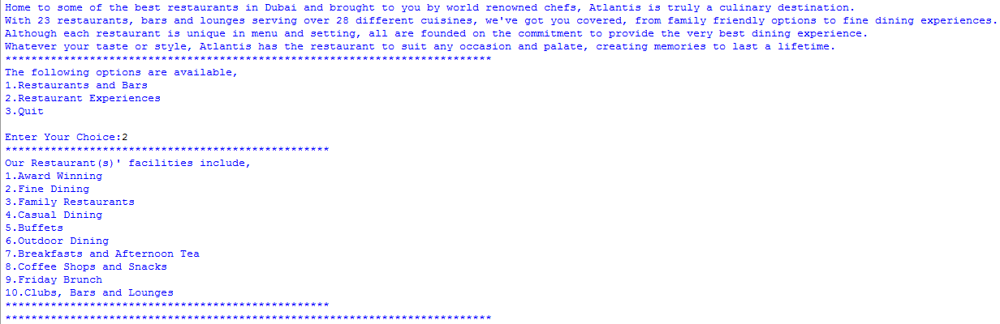 Home to some of the best restaurants in Dubai and brought to you by world renowned chefs, Atlantis is truly a culinary destination.
With 23 restaurants, bars and lounges serving over 28 different cuisines, we've got you covered, from family friendly options to fine dining experiences.
Although each restaurant is unique in menu and setting, all are founded on the commitment to provide the very best dining experience.
Whatever your taste or style, Atlantis has the restaurant to suit any occasion and palate, creating memories to last a lifetime.
***************************************************************************
The following options are available,
1.Restaurants and Bars
2.Restaurant Experiences
3.Quit
Enter Your Choice:2
**************************************************
Our Restaurant(s)' facilities include,
1.Award Winning
2.Fine Dining
3.Family Restaurants
4.Casual Dining
5.Buffets
6.Outdoor Dining
7.Breakfasts and Afternoon Tea
8.Coffee Shops and Snacks
9.Friday Brunch
10.Clubs, Bars and Lounges
**************************************************
***************************************************************************